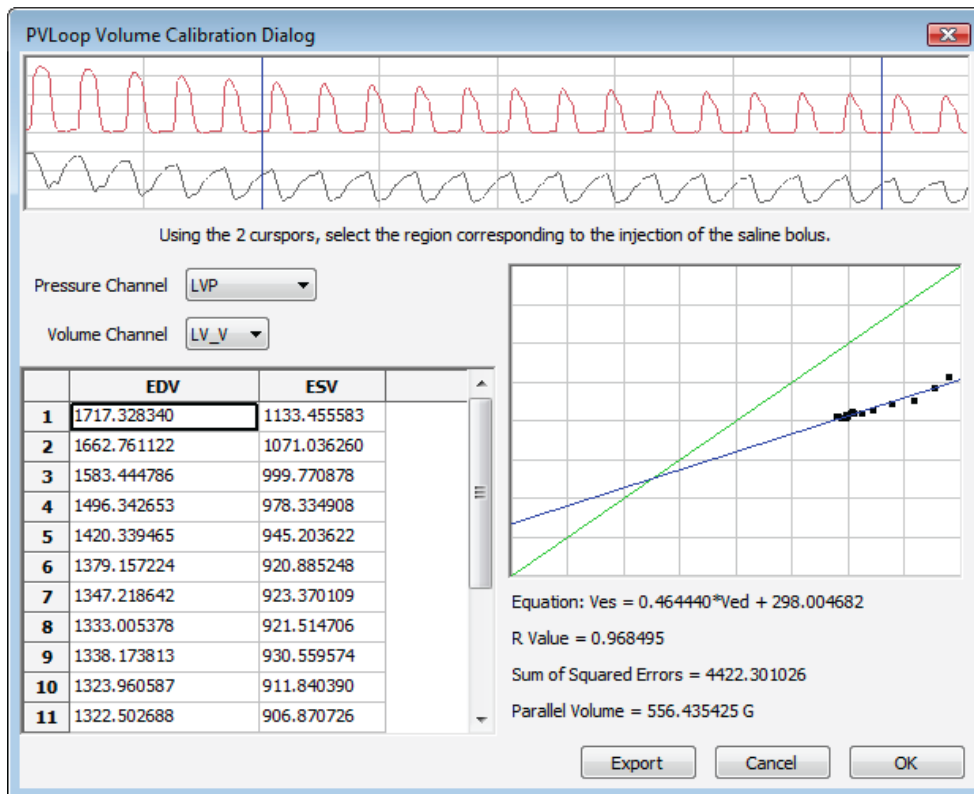 PVLoop Volume Calibration Dialog
Using the 2 curspors, select the region corresponding to the injection of the saline bolus.
Pressure Channel LVP
Volume Channel LV_V
EDV ESV
1 1717.328340 1133.455583
2 1662.761122 1071.036260
3 1583.444786 999.770878
4 1496.342653 978.334908
5 1420.339465 945.203622
6 1379.157224 920.885248
7 1347.218642 923.370109
8 1333.005378 921.514706
9 1338.173813 930.559574
10 1323.960587 911.840390
11 1322.502688 906.870726
Equation: Ves = 0.464440*Ved + 298.004682
R Value = 0.968495
Sum of Squared Errors = 4422.301026
Parallel Volume = 556.435425 G
Export Cancel OK